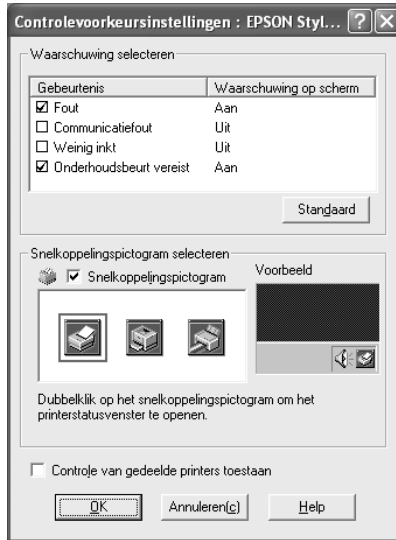 Controlevoorkeursinstellingen : EPSON Styl...
Waarschuwing selecteren
Gebeurtenis Waarschuwing op scherm
Fout Aan
Communicatiefout Uit
Weinig inkt Uit
Onderhoudsbeurt vereist Aan
Standaard
Snelkoppelingspictogram selecteren
Snelkoppelingspictogram Voorbeeld
Dubbelklik op het snelkoppelingspictogram om het
printerstatusvenster te openen.
Controle van gedeelde printers toestaan
OK Annuleren(c) Help